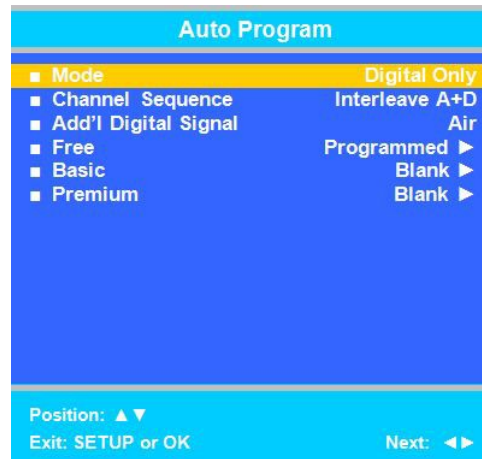 Auto Program
■ Mode Digital Only
■ Channel Sequence Interleave A+D
■ Add'l Digital Signal Air
■ Free Programmed ►
■ Basic Blank ►
■ Premium Blank ►
Position: ▲▼
Exit: SETUP or OK Next: ◄►